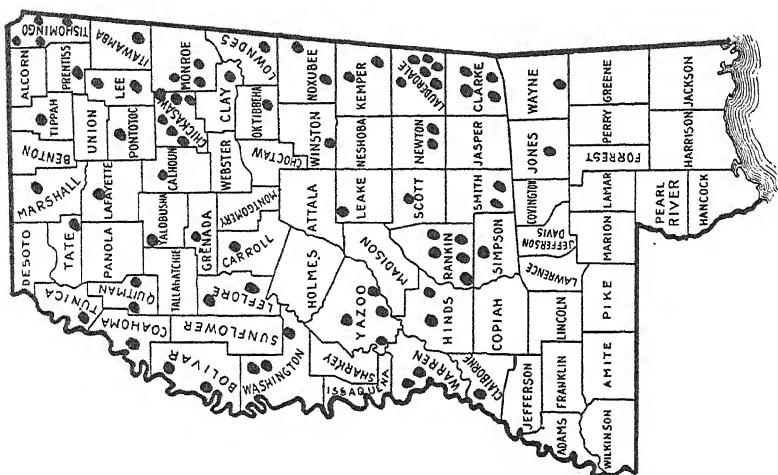 TISHOMINGO
ALCORN
PRENTISS
ITAWAMBA
TIPPAH
UNION
LEE
PONTOTOC
BENTON
MARSHALL
LAFAYETTE
DESOTO
TATE
PANOLA
TUNICA
QUITMAN
COAHOMA
MONROE
CHICKASAW
CALHOUN
YALOBUSHA
TALLAHATCHIE
GRENADA
LOWNDES
CLAY
OKTIBBEHA
WEBSTER
CHOCTAW
MONTGOMERY
CARROLL
LEFLORE
SUNFLOWER
BOLIVAR
WASHINGTON
NOXUBEE
WINSTON
ATTALA
HOLMES
KEMPER
NESHOBA
LEAKE
MADISON
YAZOO
SHARKEY
ISSAQUENA
LAUDERDALE
NEWTON
SCOTT
RANKIN
HINDS
WARREN
CLARKE
JASPER
SMITH
SIMPSON
COPIAH
CLAIBORNE
WAYNE
JONES
COVINGTON
JEFFERSON
DAVIS
LAWRENCE
LINCOLN
JEFFERSON
FRANKLIN
ADAMS
GREENE
PERRY
FORREST
LAMAR
MARION
PIKE
AMITE
WILKINSON
JACKSON
HARRISON
PEARL
RIVER
HANCOCK